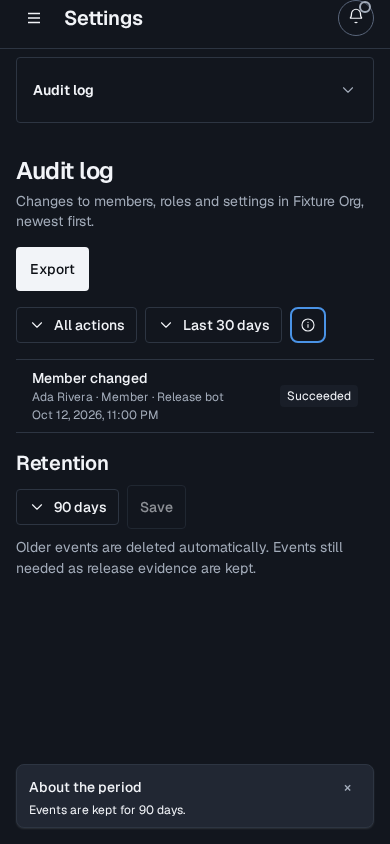 Settings
Audit log
Audit log
Changes to members, roles and settings in Fixture Org,
newest first.
Export
All actions
Last 30 days
Member changed
Ada Rivera · Member · Release bot
Oct 12, 2026, 11:00 PM
Succeeded
Retention
90 days
Save
Older events are deleted automatically. Events still
needed as release evidence are kept.
About the period
Events are kept for 90 days.